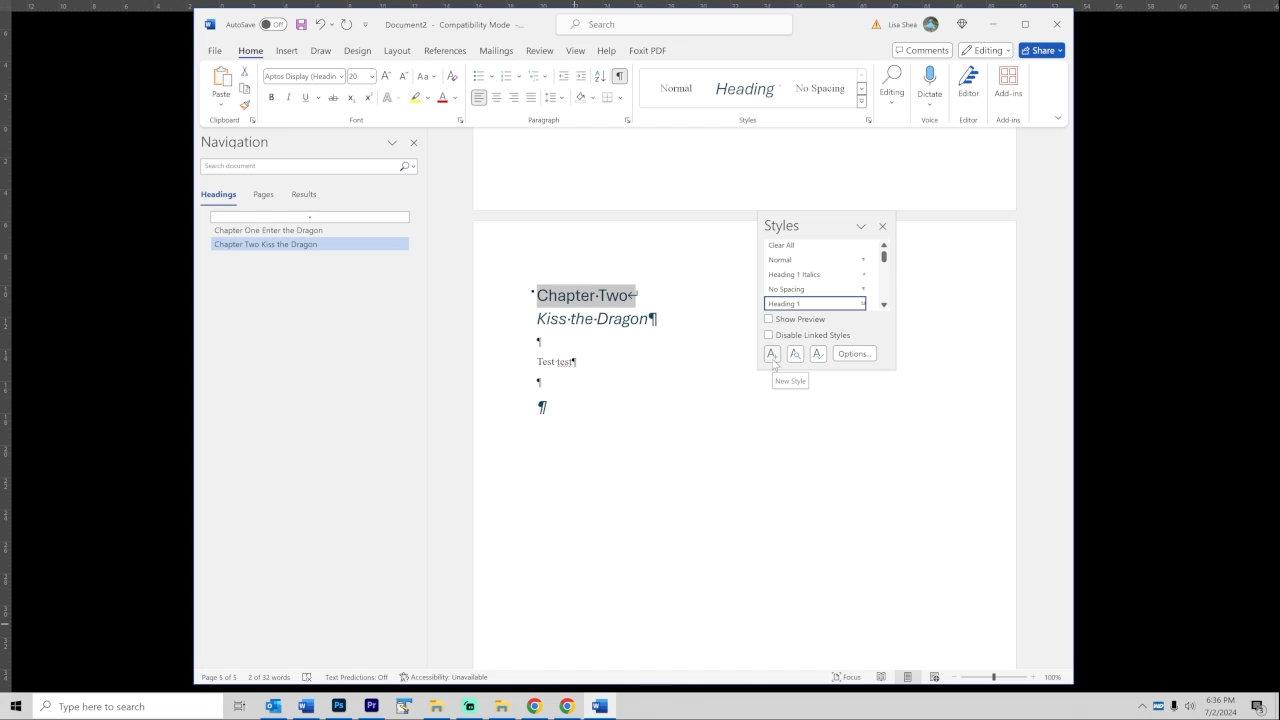 AutoSave Off Document2 - Compatibility Mode -... Search Lisa Shea
File Home Insert Draw Design Layout References Mailings Review View Help Foxit PDF Comments Editing Share
Paste Aptos Display (Headin 20 Aa Normal Heading No Spacing Editing Dictate Editor Add-ins
Clipboard Font Paragraph Styles Voice Editor Add-ins
Navigation
Search document
Headings Pages Results
Chapter One Enter the Dragon
Chapter Two Kiss the Dragon
Chapter·Two↵
Kiss·the·Dragon¶
¶
Test·test¶
¶
¶
Styles
Clear All
Normal
Heading 1 Italics
No Spacing
Heading 1
Show Preview
Disable Linked Styles
Options...
New Style
Page 5 of 5 2 of 32 words Text Predictions: Off Accessibility: Unavailable Focus 100%
Type here to search
6:36 PM
7/2/2024